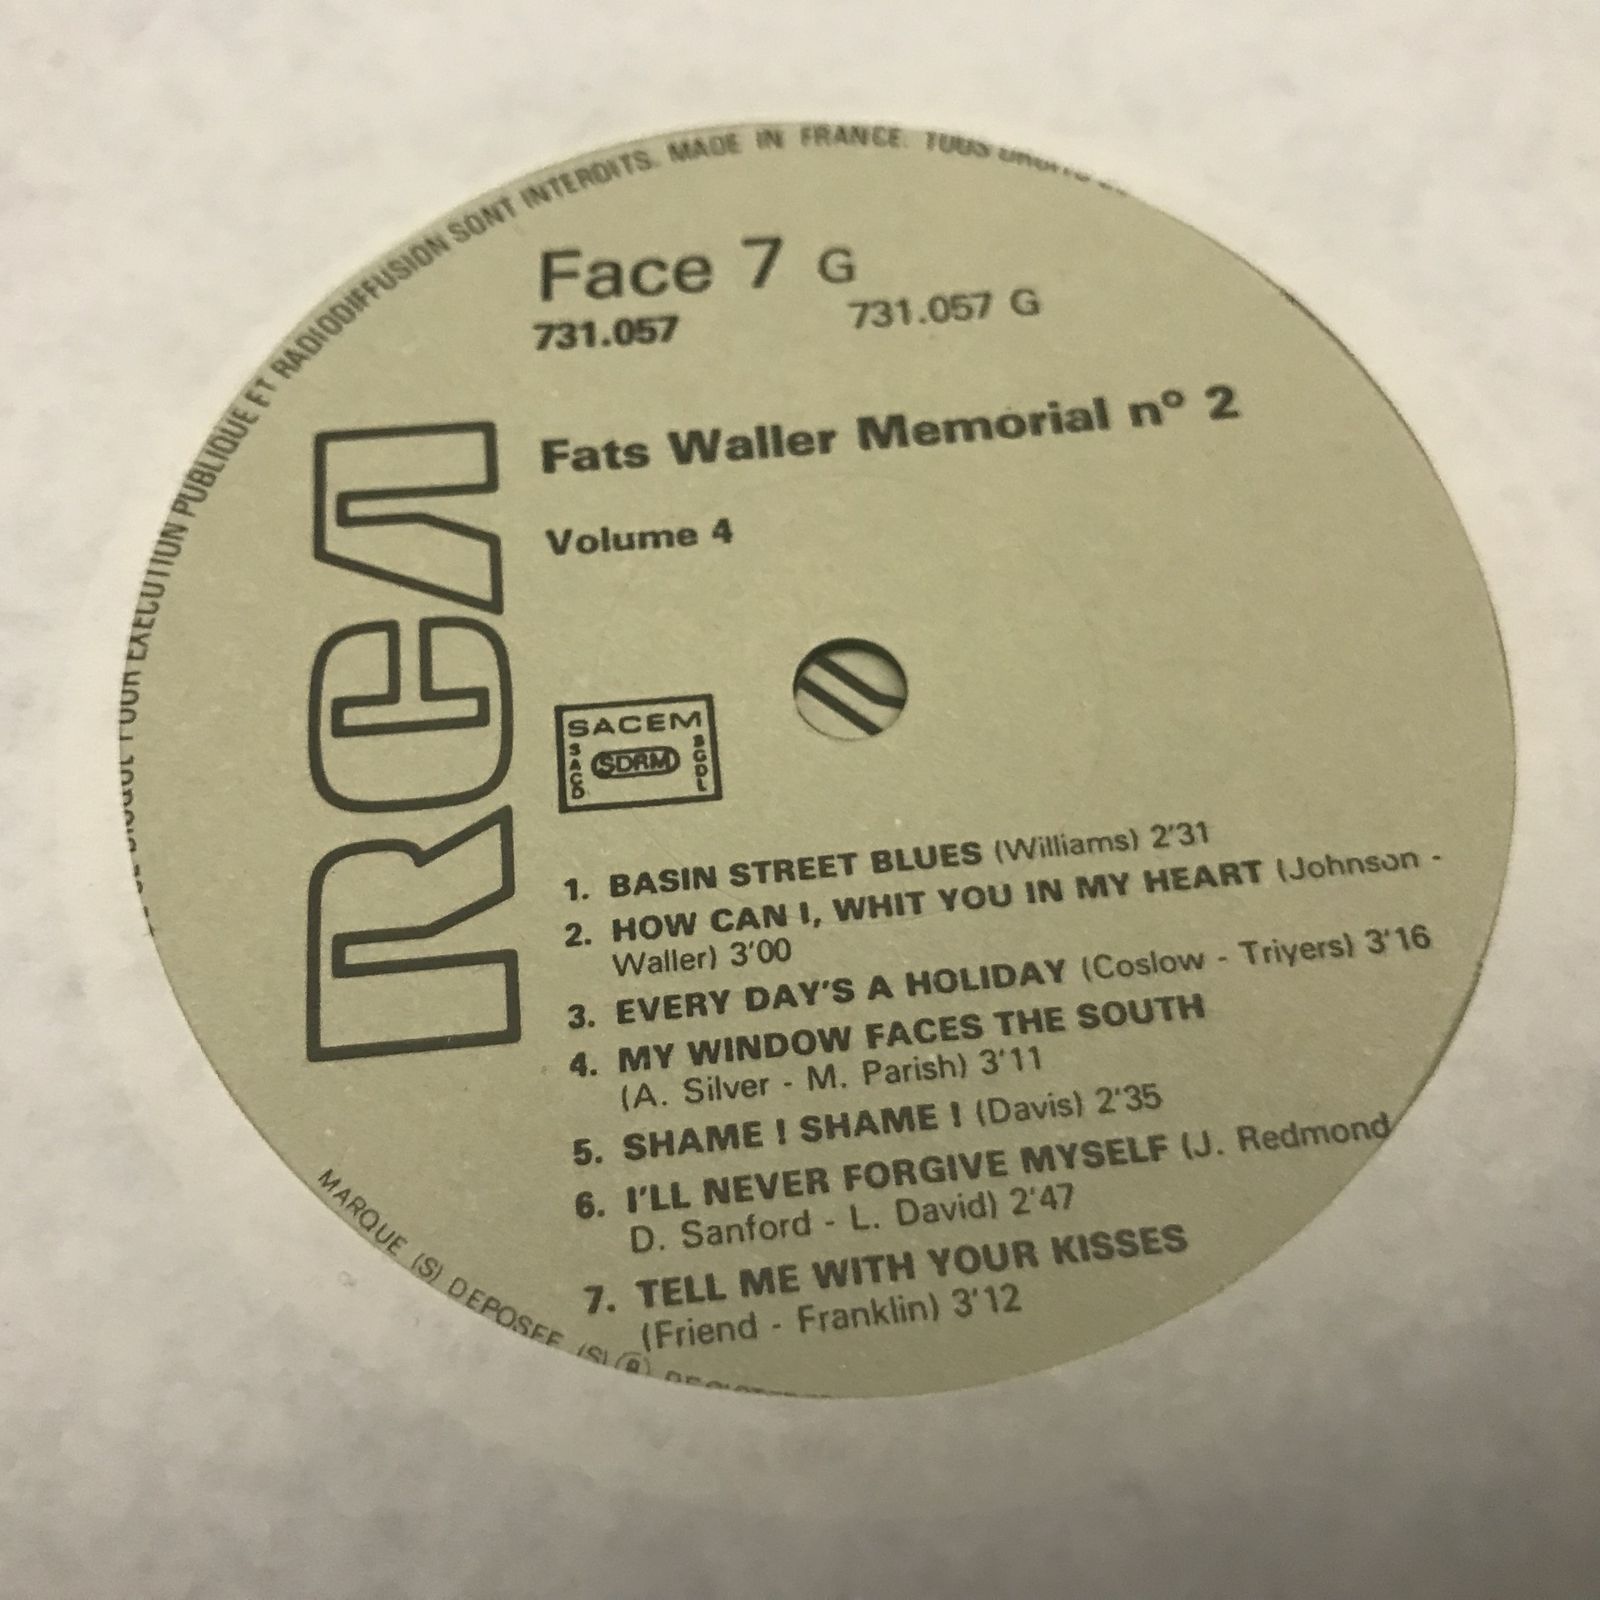 POUR EXECUTION PUBLIQUE ET RADIODIFFUSION SONT INTERDITS. MADE IN FRANCE. TOUS DROITS
Face 7 G
731.057 731.057 G
Fats Waller Memorial nº 2
Volume 4
RCA
SACEM
SACD SDRM SGDL
1. BASIN STREET BLUES (Williams) 2'31
2. HOW CAN I, WHIT YOU IN MY HEART (Johnson -
Waller) 3'00
3. EVERY DAY'S A HOLIDAY (Coslow - Triyers) 3'16
4. MY WINDOW FACES THE SOUTH
(A. Silver - M. Parish) 3'11
5. SHAME ! SHAME ! (Davis) 2'35
6. I'LL NEVER FORGIVE MYSELF (J. Redmond
D. Sanford - L. David) 2'47
7. TELL ME WITH YOUR KISSES
(Friend - Franklin) 3'12
MARQUE (S) DEPOSEE (S) ®